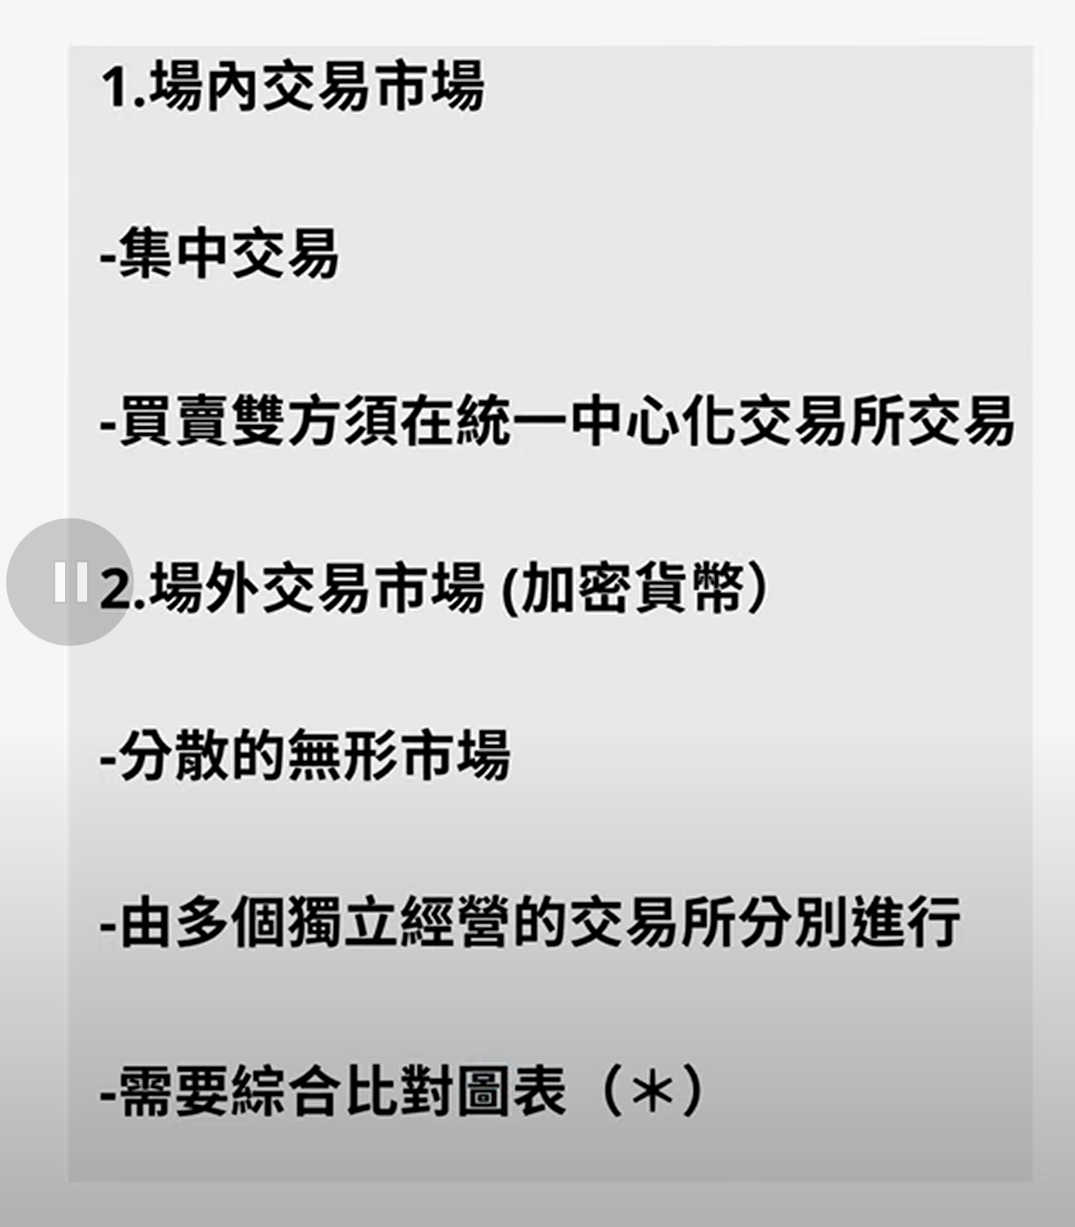 1.場內交易市場
-集中交易
-買賣雙方須在統一中心化交易所交易
2.場外交易市場 (加密貨幣）
-分散的無形市場
-由多個獨立經營的交易所分別進行
-需要綜合比對圖表（＊）